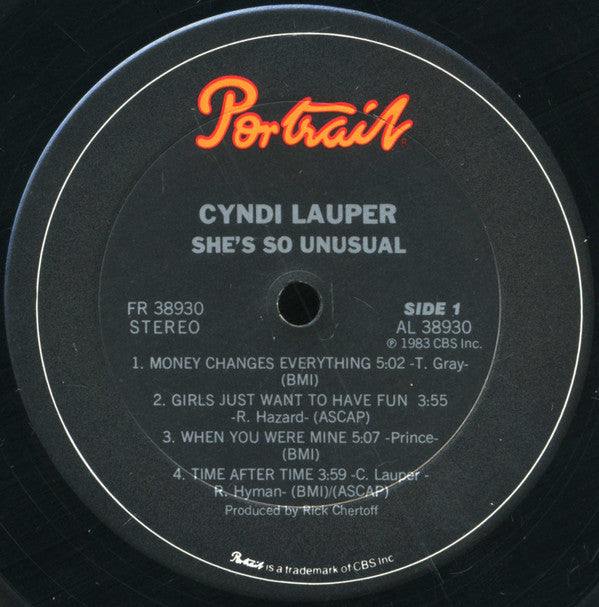 Portrait
CYNDI LAUPER
SHE'S SO UNUSUAL
FR 38930
STEREO
SIDE 1
AL 38930
℗ 1983 CBS Inc.
1. MONEY CHANGES EVERYTHING 5:02 -T. Gray-
(BMI)
2. GIRLS JUST WANT TO HAVE FUN 3:55
-R. Hazard- (ASCAP)
3. WHEN YOU WERE MINE 5:07 -Prince-
(BMI)
4. TIME AFTER TIME 3:59 -C. Lauper -
R. Hyman- (BMI)/(ASCAP)
Produced by Rick Chertoff
Portrait is a trademark of CBS Inc